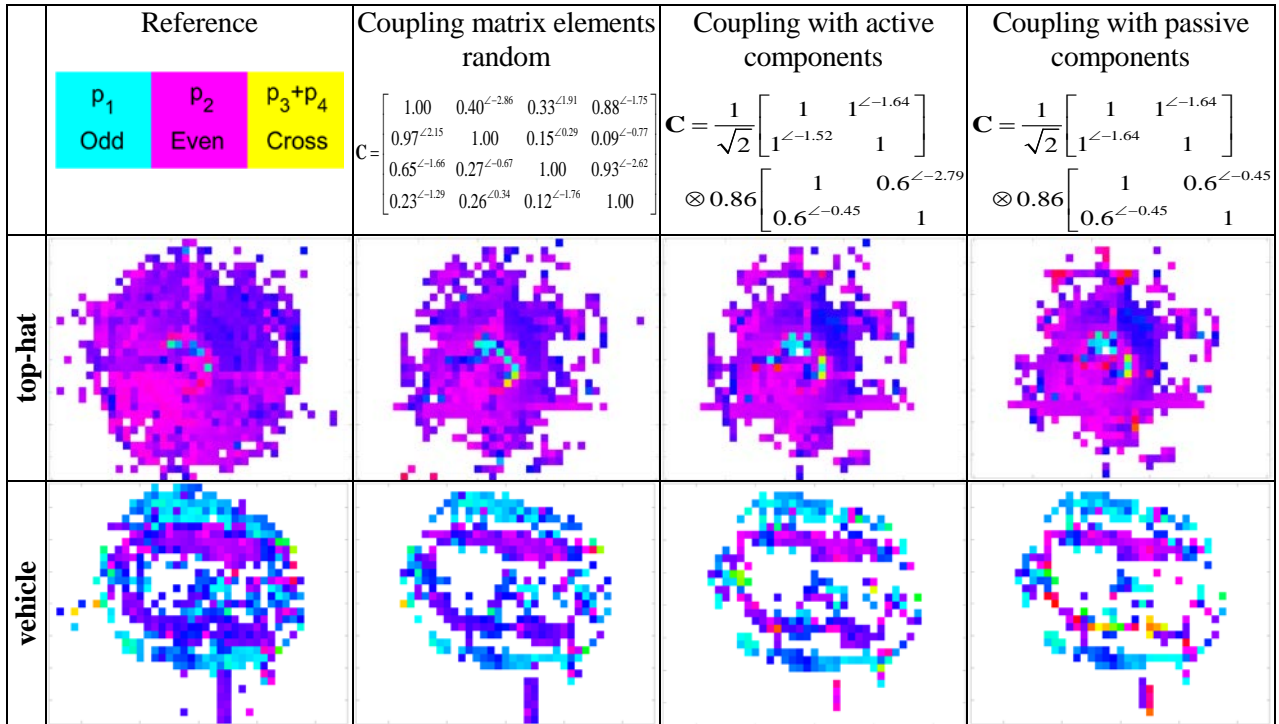 Reference
p₁ p₂ p₃+p₄
Odd Even Cross
Coupling matrix elements
random
C = [1.00 0.40^∠−2.86 0.33^∠1.91 0.88^∠−1.75
0.97^∠2.15 1.00 0.15^∠0.29 0.09^∠−0.77
0.65^∠−1.66 0.27^∠−0.67 1.00 0.93^∠−2.62
0.23^∠−1.29 0.26^∠0.34 0.12^∠−1.76 1.00]
Coupling with active
components
C = 1/√2 [1 1^∠−1.64
1^∠−1.52 1]
⊗ 0.86 [1 0.6^∠−2.79
0.6^∠−0.45 1]
Coupling with passive
components
C = 1/√2 [1 1^∠−1.64
1^∠−1.64 1]
⊗ 0.86 [1 0.6^∠−0.45
0.6^∠−0.45 1]
top-hat
vehicle